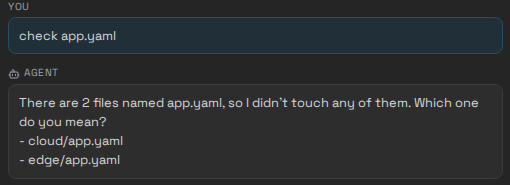 YOU
check app.yaml
AGENT
There are 2 files named app.yaml, so I didn't touch any of them. Which one
do you mean?
- cloud/app.yaml
- edge/app.yaml